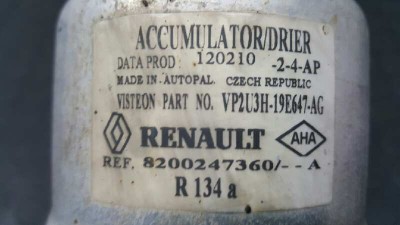 ACCUMULATOR/DRIER
DATA PROD : 120210 -2-4-AP
MADE IN AUTOPAL, CZECH REPUBLIC
VISTEON PART NO. VP2U3H-19E647-AG
RENAULT AHA
REF. 8200247360/-- A
R 134 a